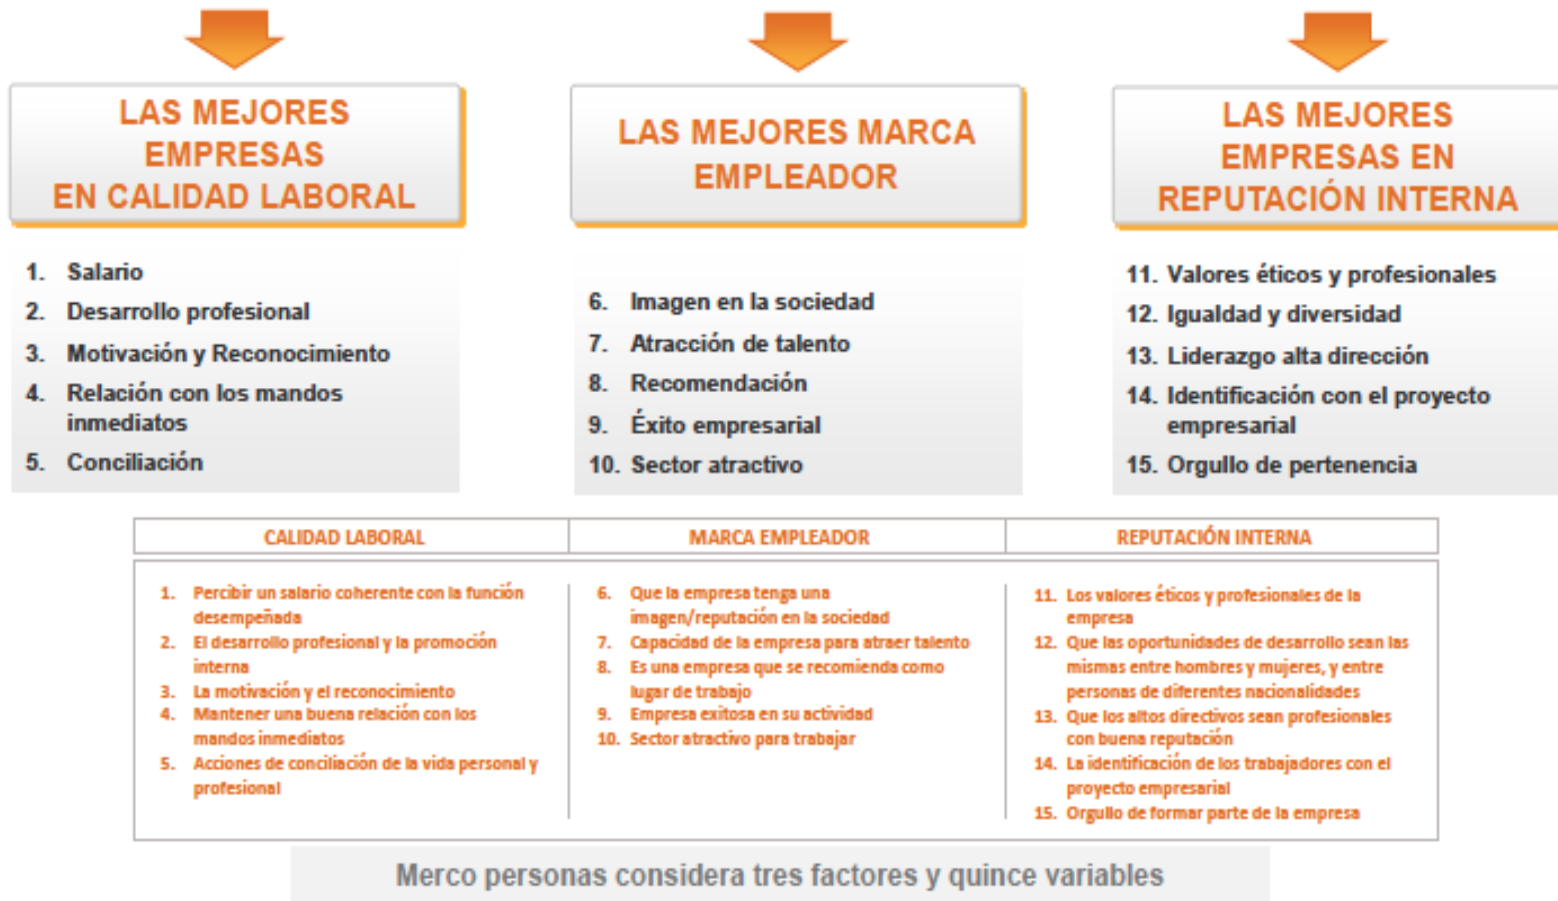 LAS MEJORES
EMPRESAS
EN CALIDAD LABORAL
1. Salario
2. Desarrollo profesional
3. Motivación y Reconocimiento
4. Relación con los mandos
inmediatos
5. Conciliación
LAS MEJORES MARCA
EMPLEADOR
6. Imagen en la sociedad
7. Atracción de talento
8. Recomendación
9. Éxito empresarial
10. Sector atractivo
LAS MEJORES
EMPRESAS EN
REPUTACIÓN INTERNA
11. Valores éticos y profesionales
12. Igualdad y diversidad
13. Liderazgo alta dirección
14. Identificación con el proyecto
empresarial
15. Orgullo de pertenencia
CALIDAD LABORAL
1. Percibir un salario coherente con la función
desempeñada
2. El desarrollo profesional y la promoción
interna
3. La motivación y el reconocimiento
4. Mantener una buena relación con los
mandos inmediatos
5. Acciones de conciliación de la vida personal y
profesional
MARCA EMPLEADOR
6. Que la empresa tenga una
imagen/reputación en la sociedad
7. Capacidad de la empresa para atraer talento
8. Es una empresa que se recomienda como
lugar de trabajo
9. Empresa exitosa en su actividad
10. Sector atractivo para trabajar
REPUTACIÓN INTERNA
11. Los valores éticos y profesionales de la
empresa
12. Que las oportunidades de desarrollo sean las
mismas entre hombres y mujeres, y entre
personas de diferentes nacionalidades
13. Que los altos directivos sean profesionales
con buena reputación
14. La identificación de los trabajadores con el
proyecto empresarial
15. Orgullo de formar parte de la empresa
Merco personas considera tres factores y quince variables